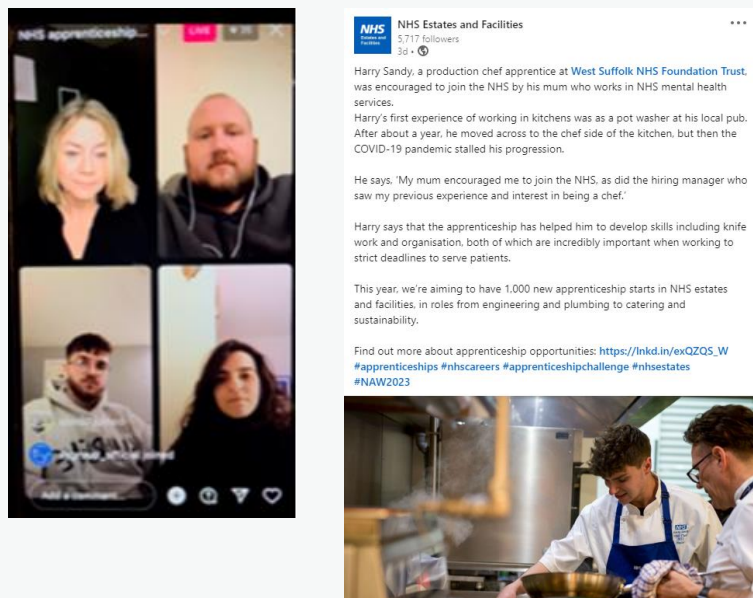 NHS apprenticeship...
LIVE
Add a comment...
NHS
Estates and
Facilities
NHS Estates and Facilities
5,717 followers
3d •
Harry Sandy, a production chef apprentice at West Suffolk NHS Foundation Trust,
was encouraged to join the NHS by his mum who works in NHS mental health
services.
Harry's first experience of working in kitchens was as a pot washer at his local pub.
After about a year, he moved across to the chef side of the kitchen, but then the
COVID-19 pandemic stalled his progression.
He says, 'My mum encouraged me to join the NHS, as did the hiring manager who
saw my previous experience and interest in being a chef.'
Harry says that the apprenticeship has helped him to develop skills including knife
work and organisation, both of which are incredibly important when working to
strict deadlines to serve patients.
This year, we're aiming to have 1,000 new apprenticeship starts in NHS estates
and facilities, in roles from engineering and plumbing to catering and
sustainability.
Find out more about apprenticeship opportunities: https://lnkd.in/exQZQS_W
#apprenticeships #nhscareers #apprenticeshipchallenge #nhsestates
#NAW2023
NHS